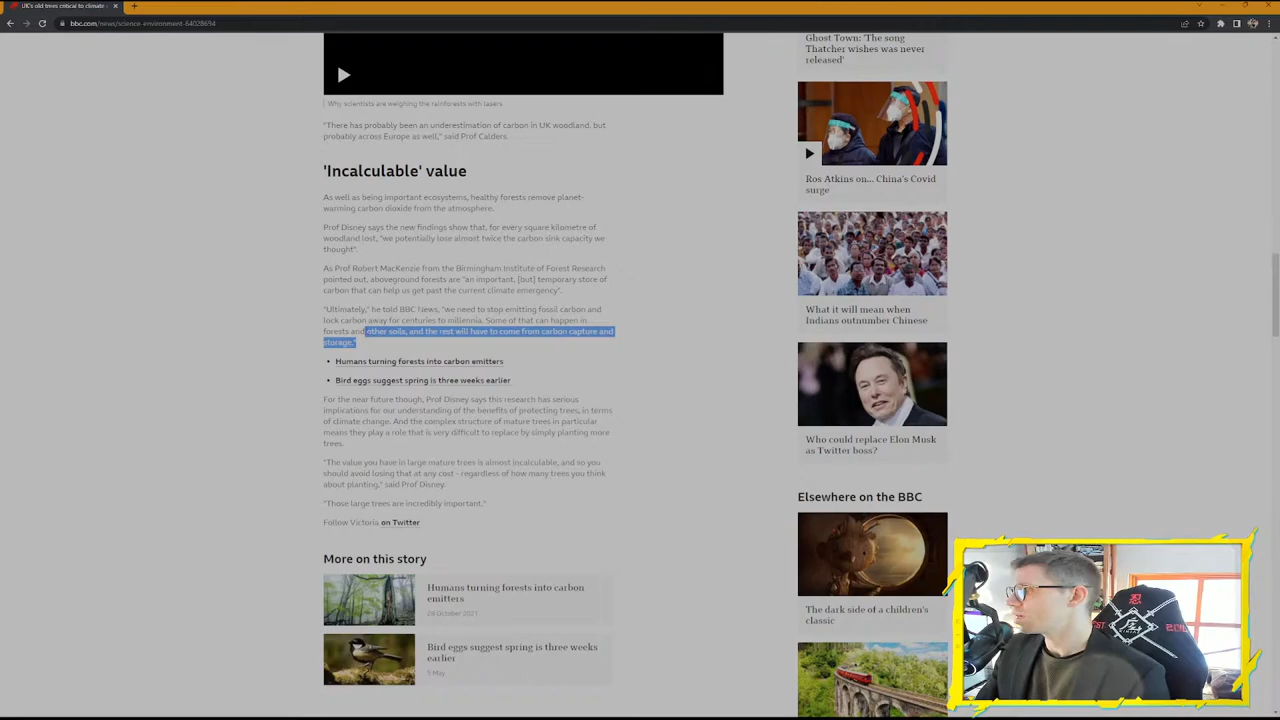 UK's old trees critical to climate
bbc.com/news/science-environment-64028694
Why scientists are weighing the rainforests with lasers
"There has probably been an underestimation of carbon in UK woodland, but
probably across Europe as well," said Prof Calders.
'Incalculable' value
As well as being important ecosystems, healthy forests remove planet-
warming carbon dioxide from the atmosphere.
Prof Disney says the new findings show that, for every square kilometre of
woodland lost, "we potentially lose almost twice the carbon sink capacity we
thought".
As Prof Robert MacKenzie from the Birmingham Institute of Forest Research
pointed out, aboveground forests are "an important, [but] temporary store of
carbon that can help us get past the current climate emergency".
"Ultimately," he told BBC News, "we need to stop emitting fossil carbon and
lock carbon away for centuries to millennia. Some of that can happen in
forests and other soils, and the rest will have to come from carbon capture and
storage."
• Humans turning forests into carbon emitters
• Bird eggs suggest spring is three weeks earlier
For the near future though, Prof Disney says this research has serious
implications for our understanding of the benefits of protecting trees, in terms
of climate change. And the complex structure of mature trees in particular
means they play a role that is very difficult to replace by simply planting more
trees.
"The value you have in large mature trees is almost incalculable, and so you
should avoid losing that at any cost - regardless of how many trees you think
about planting," said Prof Disney.
"Those large trees are incredibly important."
Follow Victoria on Twitter
More on this story
Humans turning forests into carbon
emitters
28 October 2021
Bird eggs suggest spring is three weeks
earlier
5 May
Ghost Town: 'The song
Thatcher wishes was never
released'
Ros Atkins on... China's Covid
surge
What it will mean when
Indians outnumber Chinese
Who could replace Elon Musk
as Twitter boss?
Elsewhere on the BBC
The dark side of a children's
classic
忍